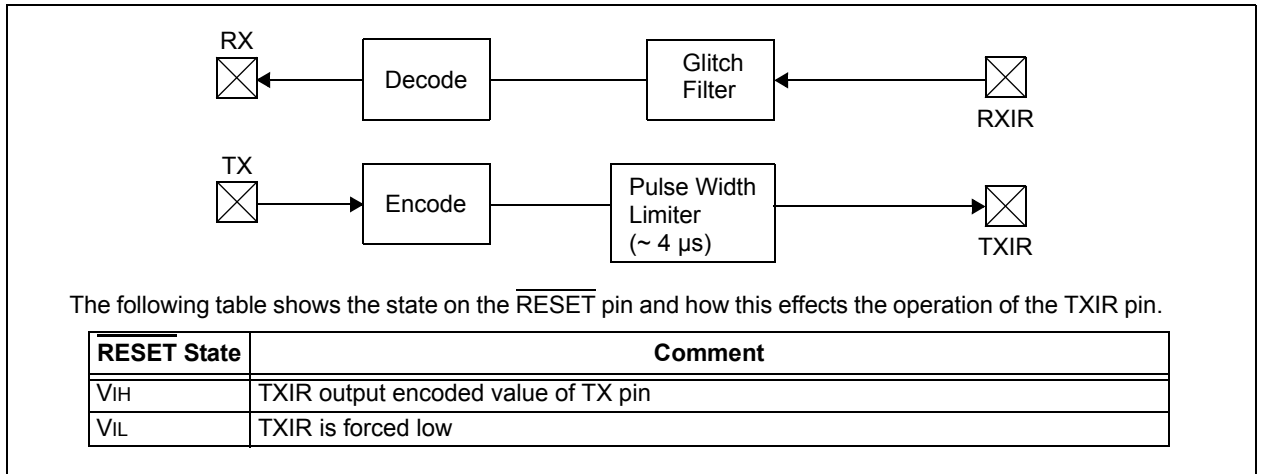 RX
Decode
Glitch
Filter
RXIR
TX
Encode
Pulse Width
Limiter
(~ 4 µs)
TXIR
The following table shows the state on the RESET pin and how this effects the operation of the TXIR pin.
RESET State Comment
VIH TXIR output encoded value of TX pin
VIL TXIR is forced low